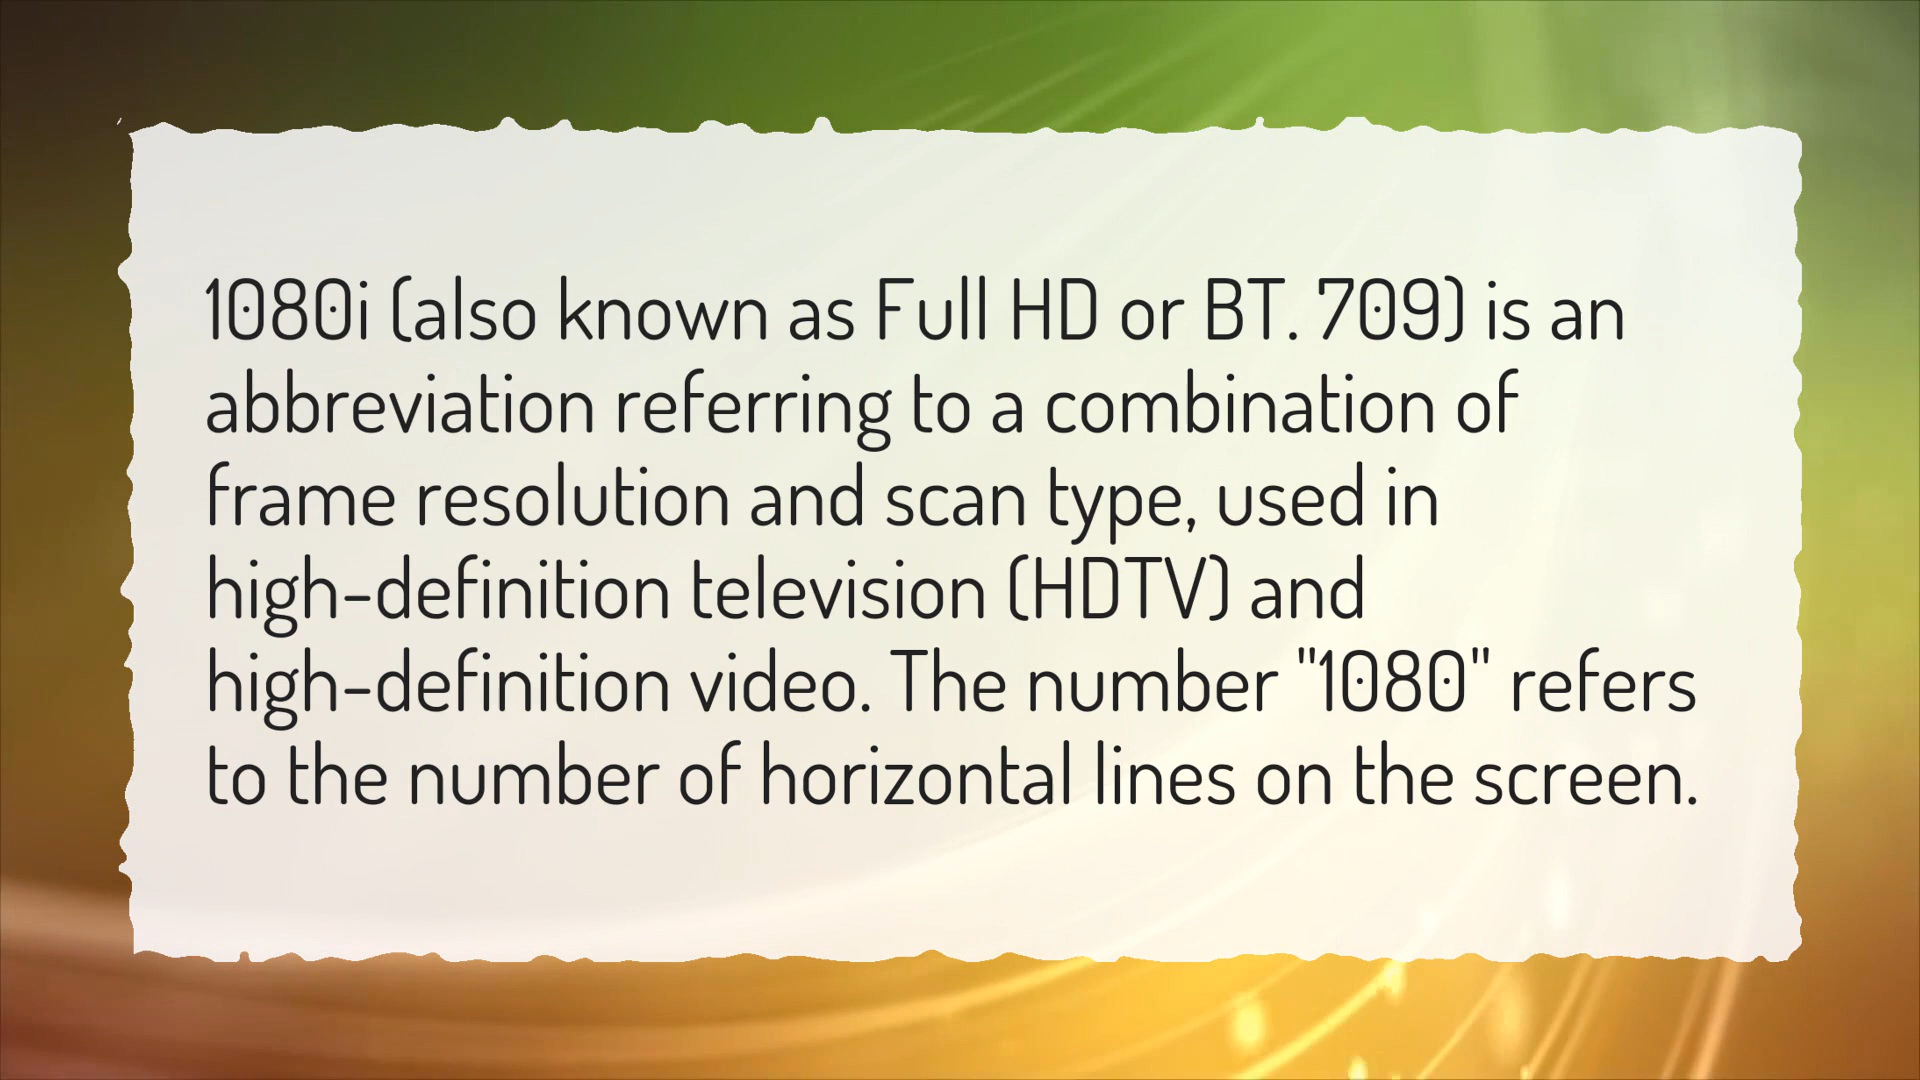 1080i (also known as Full HD or BT. 709) is an
abbreviation referring to a combination of
frame resolution and scan type, used in
high-definition television (HDTV) and
high-definition video. The number "1080" refers
to the number of horizontal lines on the screen.